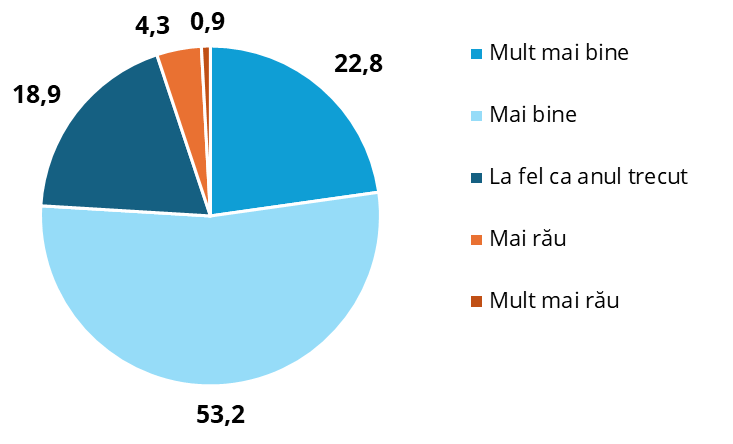 4,3
0,9
22,8
18,9
53,2
Mult mai bine
Mai bine
La fel ca anul trecut
Mai rău
Mult mai rău